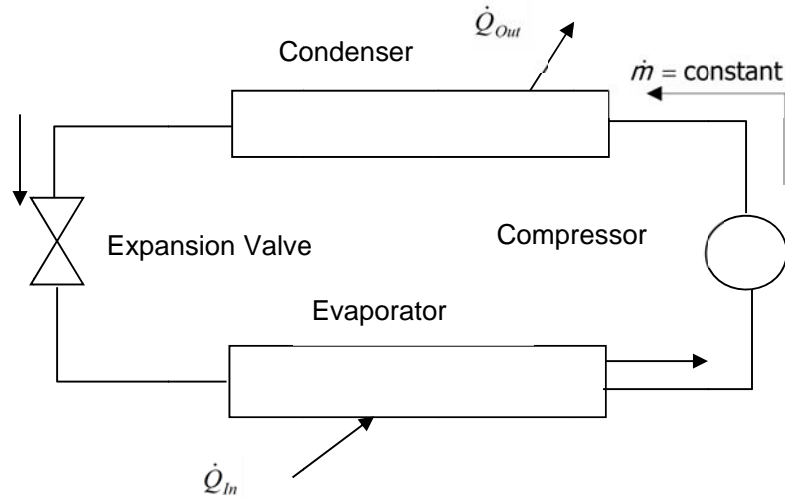 Q̇Out
Condenser
ṁ = constant
Expansion Valve
Compressor
Evaporator
Q̇In